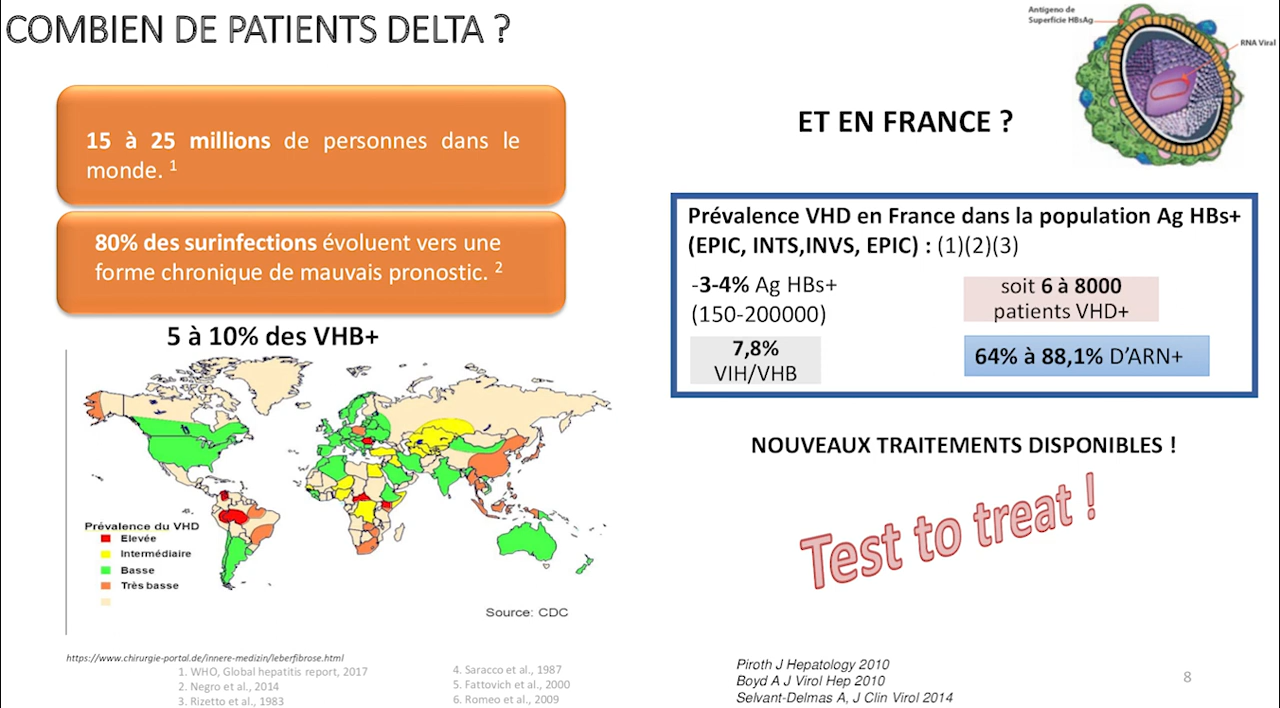 COMBIEN DE PATIENTS DELTA ?
15 à 25 millions de personnes dans le
monde. 1
80% des surinfections évoluent vers une
forme chronique de mauvais pronostic. 2
5 à 10% des VHB+
Prévalence du VHD
Elevée
Intermédiaire
Basse
Très basse
Source: CDC
https://www.chirurgie-portal.de/innere-medizin/leberfibrose.html
1. WHO, Global hepatitis report, 2017
2. Negro et al., 2014
3. Rizetto et al., 1983
4. Saracco et al., 1987
5. Fattovich et al., 2000
6. Romeo et al., 2009
Antígeno de
Superfície HBsAg
RNA Viral
ET EN FRANCE ?
Prévalence VHD en France dans la population Ag HBs+
(EPIC, INTS,INVS, EPIC) : (1)(2)(3)
-3-4% Ag HBs+
(150-200000)
soit 6 à 8000
patients VHD+
7,8%
VIH/VHB
64% à 88,1% D'ARN+
NOUVEAUX TRAITEMENTS DISPONIBLES !
Test to treat !
Piroth J Hepatology 2010
Boyd A J Virol Hep 2010
Selvant-Delmas A, J Clin Virol 2014
8